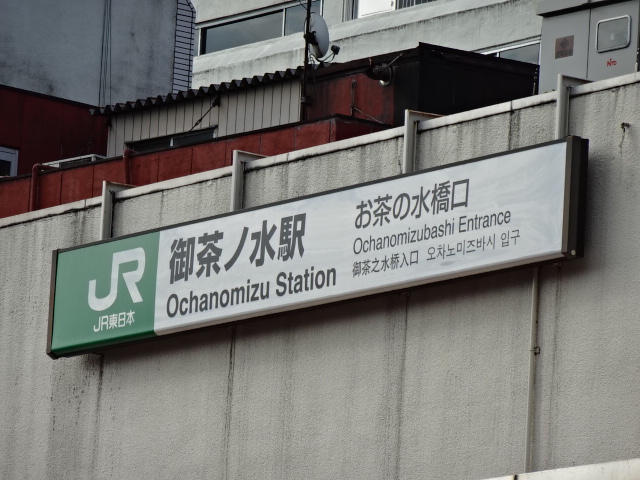 JR
JR東日本
御茶ノ水駅
Ochanomizu Station
お茶の水橋口
Ochanomizubashi Entrance
御茶之水桥入口 오차노미즈바시 입구